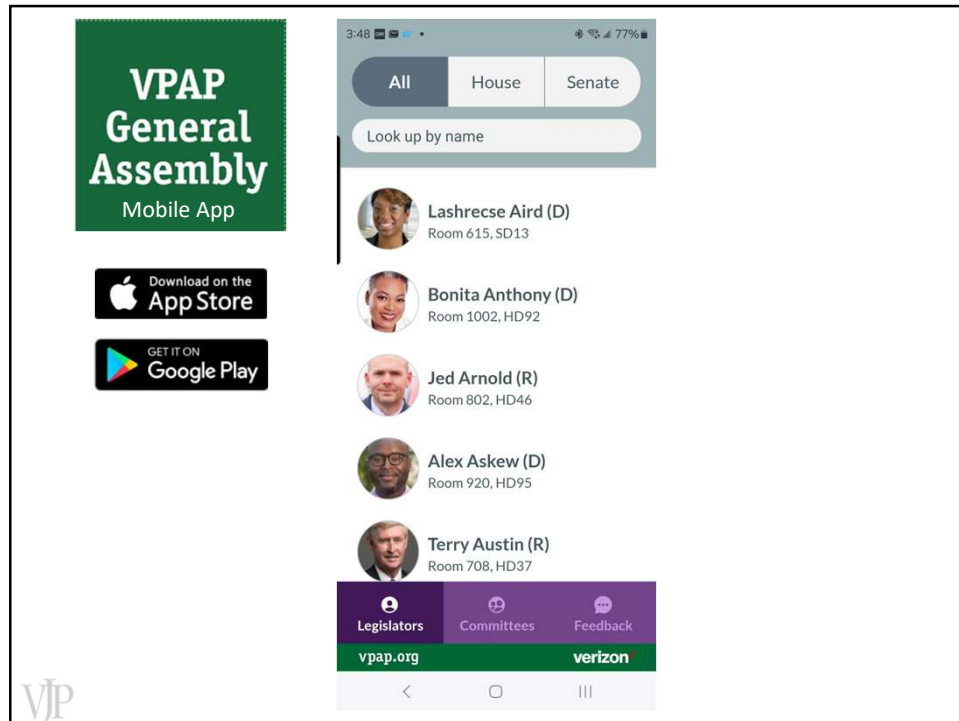 VPAP
General
Assembly
Mobile App
Download on the
App Store
GET IT ON
Google Play
3:48
77%
All
House
Senate
Look up by name
Lashrecse Aird (D)
Room 615, SD13
Bonita Anthony (D)
Room 1002, HD92
Jed Arnold (R)
Room 802, HD46
Alex Askew (D)
Room 920, HD95
Terry Austin (R)
Room 708, HD37
Legislators
Committees
Feedback
vpap.org
verizon
VJP